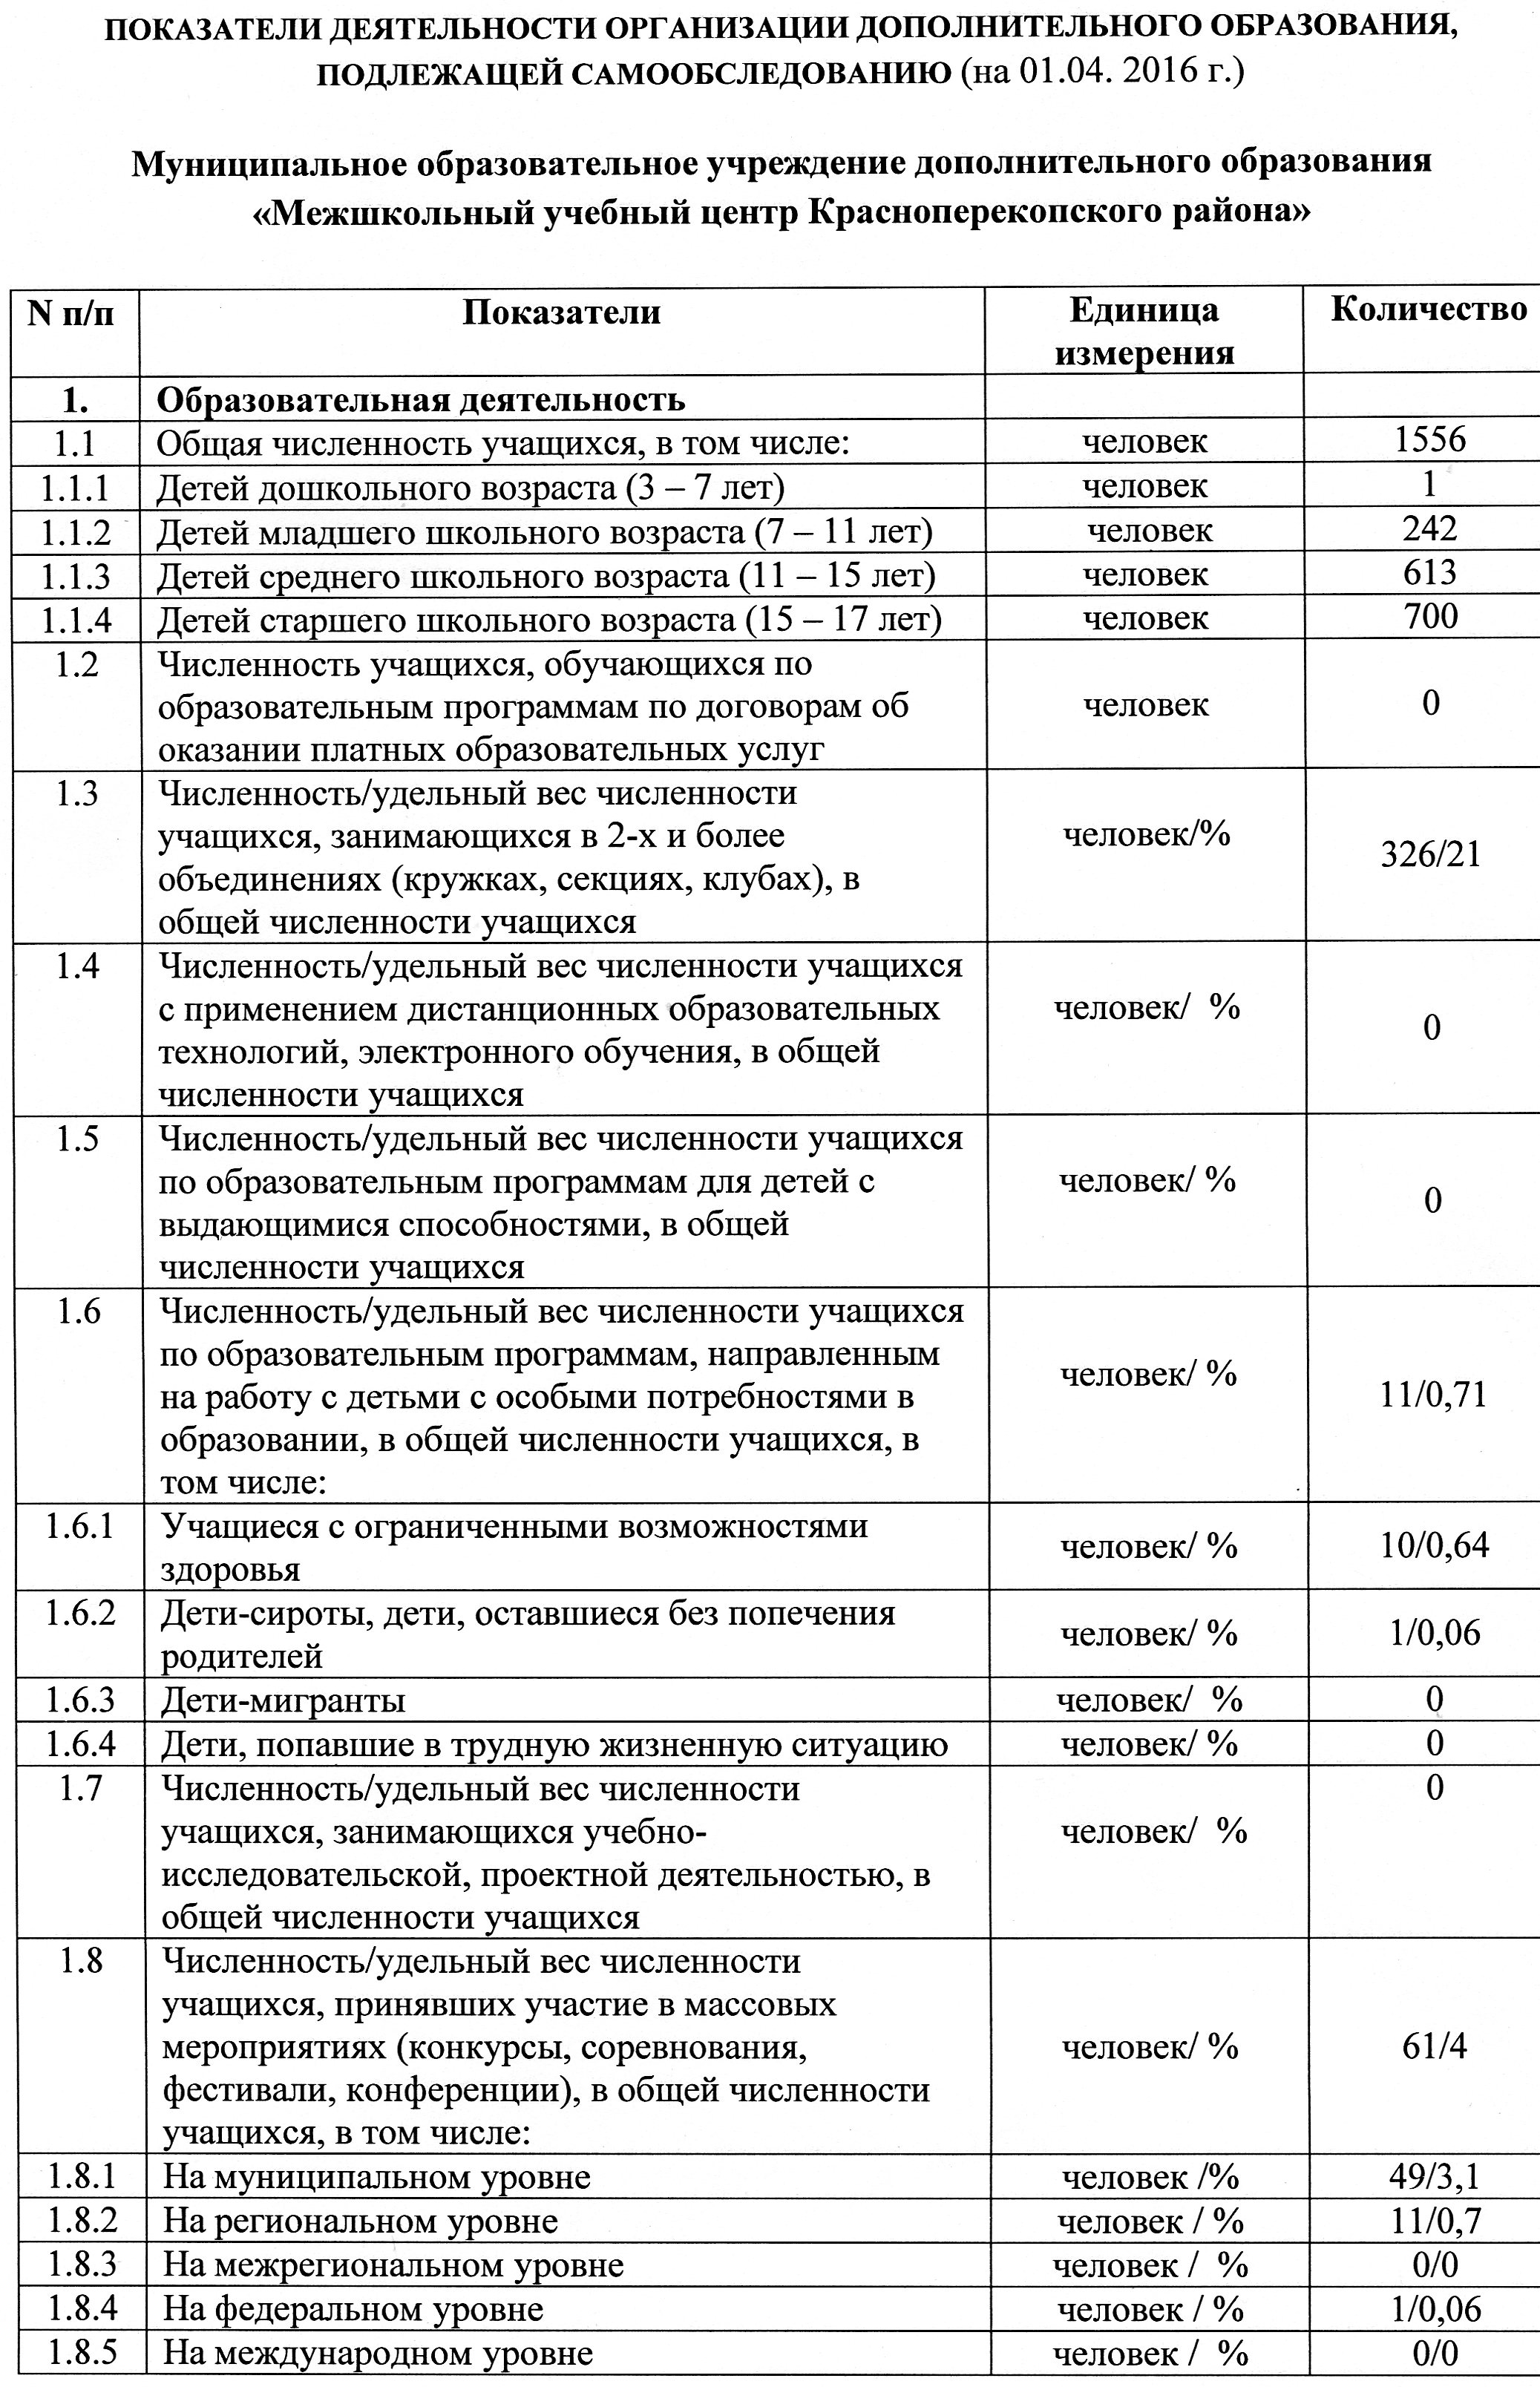 ПОКАЗАТЕЛИ ДЕЯТЕЛЬНОСТИ ОРГАНИЗАЦИИ ДОПОЛНИТЕЛЬНОГО ОБРАЗОВАНИЯ,
ПОДЛЕЖАЩЕЙ САМООБСЛЕДОВАНИЮ (на 01.04. 2016 г.)
Муниципальное образовательное учреждение дополнительного образования
«Межшкольный учебный центр Красноперекопского района»
N п/п Показатели Единица Количество
измерения
1. Образовательная деятельность
1.1 Общая численность учащихся, в том числе: человек 1556
1.1.1 Детей дошкольного возраста (3 – 7 лет) человек 1
1.1.2 Детей младшего школьного возраста (7 – 11 лет) человек 242
1.1.3 Детей среднего школьного возраста (11 – 15 лет) человек 613
1.1.4 Детей старшего школьного возраста (15 – 17 лет) человек 700
1.2 Численность учащихся, обучающихся по
образовательным программам по договорам об человек 0
оказании платных образовательных услуг
1.3 Численность/удельный вес численности
учащихся, занимающихся в 2-х и более человек/% 326/21
объединениях (кружках, секциях, клубах), в
общей численности учащихся
1.4 Численность/удельный вес численности учащихся
с применением дистанционных образовательных человек/ % 0
технологий, электронного обучения, в общей
численности учащихся
1.5 Численность/удельный вес численности учащихся
по образовательным программам для детей с человек/ % 0
выдающимися способностями, в общей
численности учащихся
1.6 Численность/удельный вес численности учащихся
по образовательным программам, направленным человек/ %
на работу с детьми с особыми потребностями в 11/0,71
образовании, в общей численности учащихся, в
том числе:
1.6.1 Учащиеся с ограниченными возможностями человек/ % 10/0,64
здоровья
1.6.2 Дети-сироты, дети, оставшиеся без попечения человек/ % 1/0,06
родителей
1.6.3 Дети-мигранты человек/ % 0
1.6.4 Дети, попавшие в трудную жизненную ситуацию человек/ % 0
1.7 Численность/удельный вес численности 0
учащихся, занимающихся учебно- человек/ %
исследовательской, проектной деятельностью, в
общей численности учащихся
1.8 Численность/удельный вес численности
учащихся, принявших участие в массовых
мероприятиях (конкурсы, соревнования, человек/ % 61/4
фестивали, конференции), в общей численности
учащихся, в том числе:
1.8.1 На муниципальном уровне человек /% 49/3,1
1.8.2 На региональном уровне человек / % 11/0,7
1.8.3 На межрегиональном уровне человек / % 0/0
1.8.4 На федеральном уровне человек / % 1/0,06
1.8.5 На международном уровне человек / % 0/0